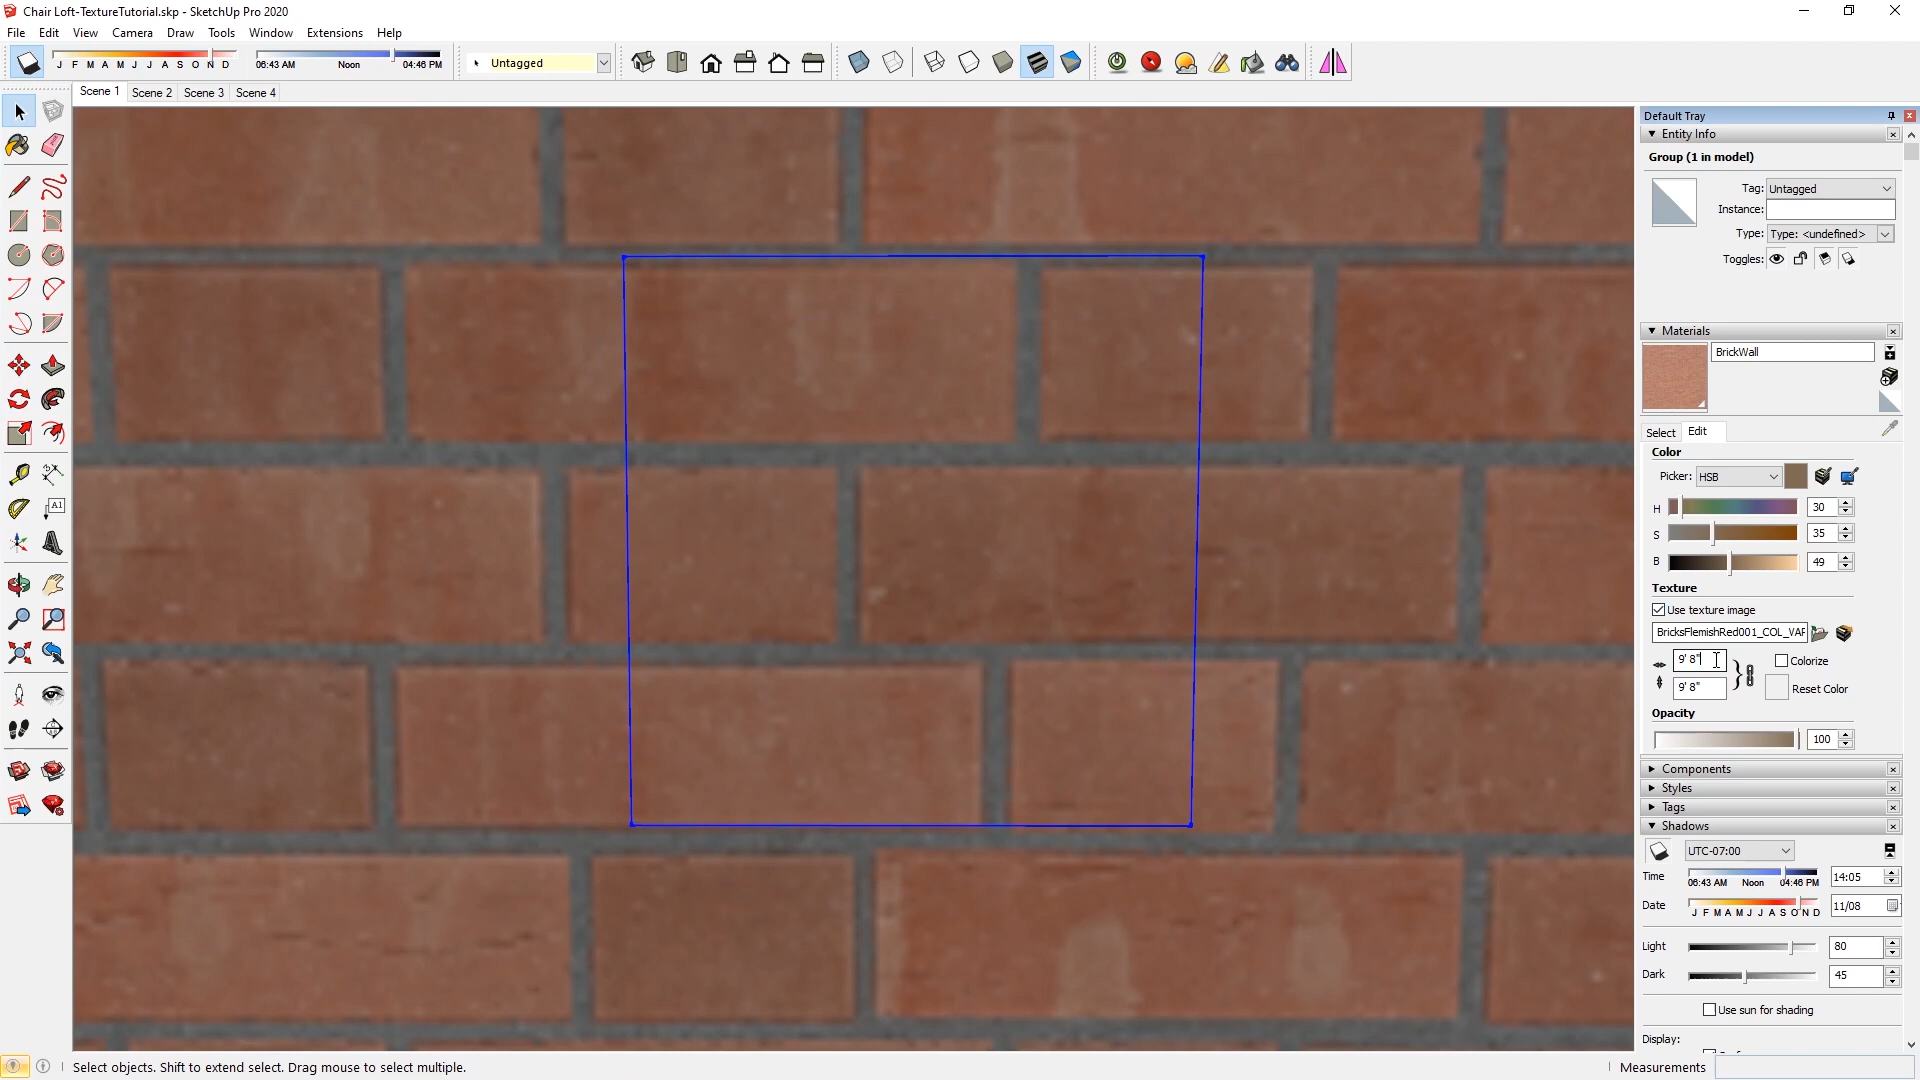 Chair Loft-TextureTutorial.skp - SketchUp Pro 2020
File Edit View Camera Draw Tools Window Extensions Help
J F M A M J J A S O N D
06:43 AM Noon 04:46 PM
Untagged
Scene 1 Scene 2 Scene 3 Scene 4
Default Tray
Entity Info
Group (1 in model)
Tag: Untagged
Instance:
Type: Type: <undefined>
Toggles:
Materials
BrickWall
Select Edit
Color
Picker: HSB
H 30
S 35
B 49
Texture
Use texture image
BricksFlemishRed001_COL_VAR
9' 8" Colorize
9' 8" Reset Color
Opacity
100
Components
Styles
Tags
Shadows
UTC-07:00
Time 06:43 AM Noon 04:46 PM 14:05
Date J F M A M J J A S O N D 11/08
Light 80
Dark 45
Use sun for shading
Display:
A1
Select objects. Shift to extend select. Drag mouse to select multiple.
Measurements